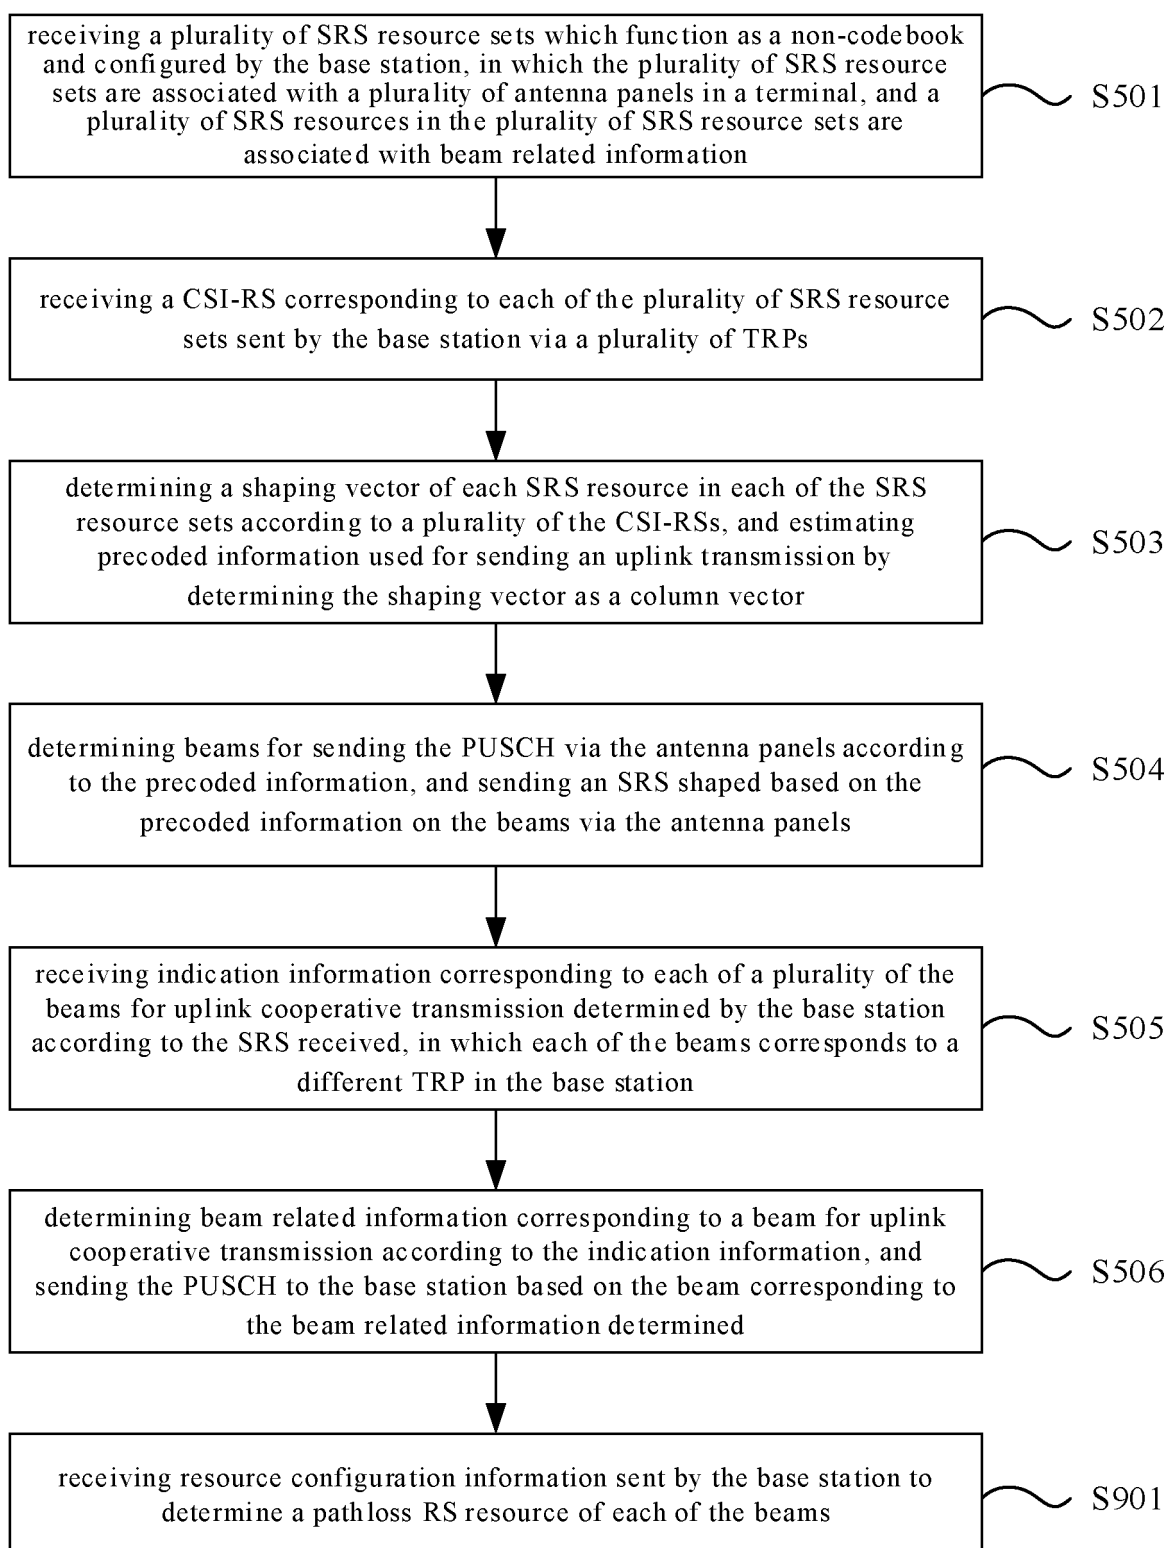 receiving a plurality of SRS resource sets which function as a non-codebook
and configured by the base station, in which the plurality of SRS resource
sets are associated with a plurality of antenna panels in a terminal, and a
plurality of SRS resources in the plurality of SRS resource sets are
associated with beam related information
S501
receiving a CSI-RS corresponding to each of the plurality of SRS resource
sets sent by the base station via a plurality of TRPs
S502
determining a shaping vector of each SRS resource in each of the SRS
resource sets according to a plurality of the CSI-RSs, and estimating
precoded information used for sending an uplink transmission by
determining the shaping vector as a column vector
S503
determining beams for sending the PUSCH via the antenna panels according
to the precoded information, and sending an SRS shaped based on the
precoded information on the beams via the antenna panels
S504
receiving indication information corresponding to each of a plurality of the
beams for uplink cooperative transmission determined by the base station
according to the SRS received, in which each of the beams corresponds to a
different TRP in the base station
S505
determining beam related information corresponding to a beam for uplink
cooperative transmission according to the indication information, and
sending the PUSCH to the base station based on the beam corresponding to
the beam related information determined
S506
receiving resource configuration information sent by the base station to
determine a pathloss RS resource of each of the beams
S901